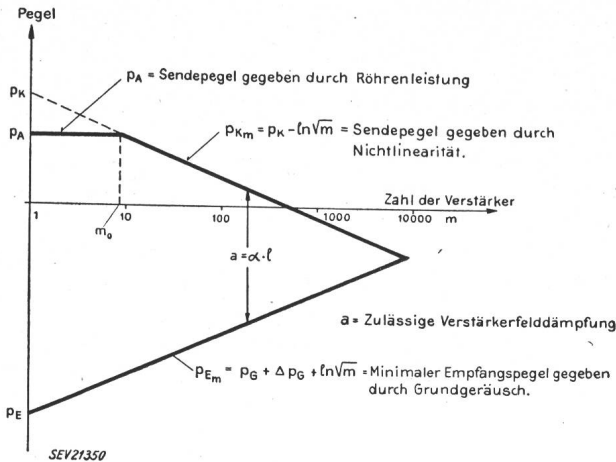 Pegel
pA = Sendepegel gegeben durch Röhrenleistung
pK
pA
pKm = pK – ln√m = Sendepegel gegeben durch
Nichtlinearität.
Zahl der Verstärker
1 10 100 1000 10000 m
m0
a = α·l
a = Zulässige Verstärkerfelddämpfung
pEm = pG + Δ pG + ln√m = Minimaler Empfangspegel gegeben
durch Grundgeräusch.
pE
SEV21350